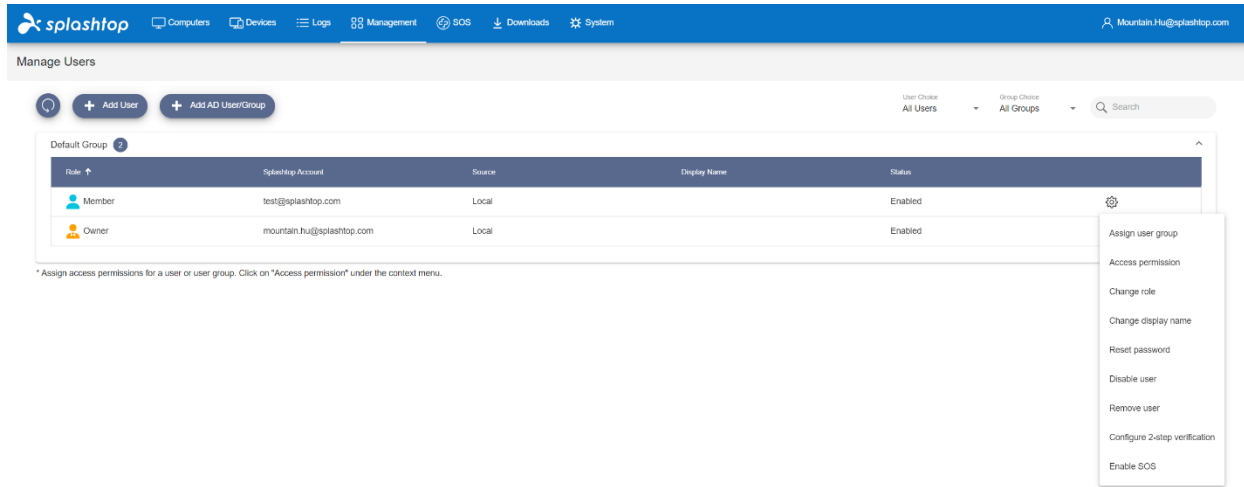 splashtop Computers Devices Logs Management SOS Downloads System Mountain.Hu@splashtop.com
Manage Users
Add User Add AD User/Group User Choice All Users Group Choice All Groups Search
Default Group 2
Role Splashtop Account Source Display Name Status
Member test@splashtop.com Local Enabled
Owner mountain.hu@splashtop.com Local Enabled
* Assign access permissions for a user or user group. Click on "Access permission" under the context menu.
Assign user group
Access permission
Change role
Change display name
Reset password
Disable user
Remove user
Configure 2-step verification
Enable SOS